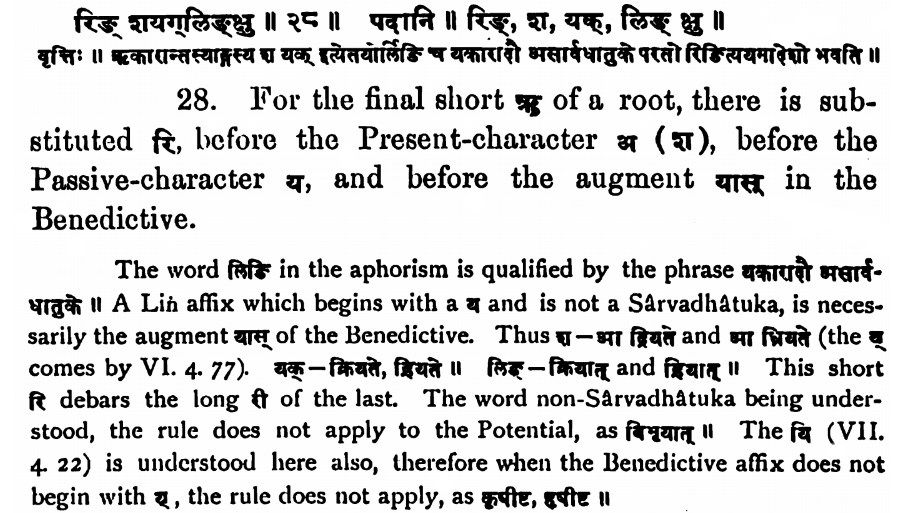 रिङ् शयग्लिङ्क्षु ॥ २८ ॥ पदानि ॥ रिङ्, श, यक्, लिङ् क्षु ॥
वृत्तिः ॥ ऋकारान्तस्याङ्गस्य श यक् इत्येतयोर्लिङि च यकारादौ असार्वधातुके परतो रिङित्ययमादेशो भवति ॥
28. For the final short ऋ of a root, there is sub-
stituted रि, before the Present-character अ (श), before the
Passive-character य, and before the augment यास् in the
Benedictive.
The word लिङि in the aphorism is qualified by the phrase यकारादौ असार्व-
धातुके ॥ A Liṅ affix which begins with a य and is not a Sârvadhâtuka, is neces-
sarily the augment यास् of the Benedictive. Thus श—आ द्रियते and आ ध्रियते (the य्
comes by VI. 4. 77). यक्—क्रियते, ह्रियते ॥ लिङ्—क्रियात् and ह्रियात् ॥ This short
रि debars the long री of the last. The word non-Sârvadhâtuka being under-
stood, the rule does not apply to the Potential, as बिभृयात् ॥ The यि (VII.
4. 22) is understood here also, therefore when the Benedictive affix does not
begin with य्, the rule does not apply, as कृषीष्ट, हृषीष्ट ॥